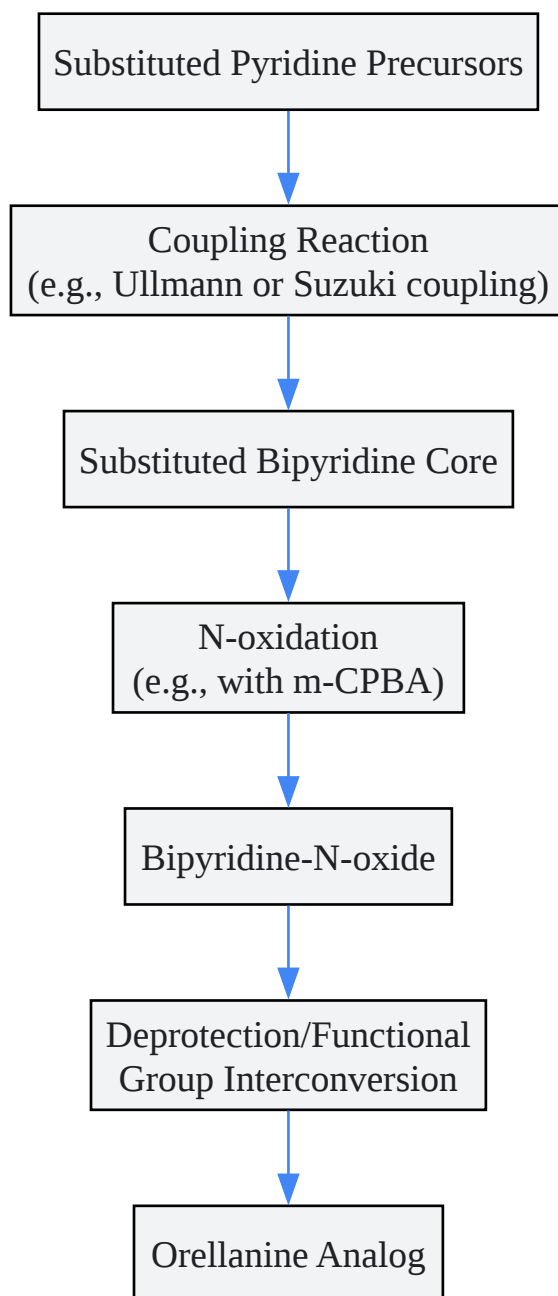 Substituted Pyridine Precursors
Coupling Reaction
(e.g., Ullmann or Suzuki coupling)
Substituted Bipyridine Core
N-oxidation
(e.g., with m-CPBA)
Bipyridine-N-oxide
Deprotection/Functional
Group Interconversion
Orellanine Analog